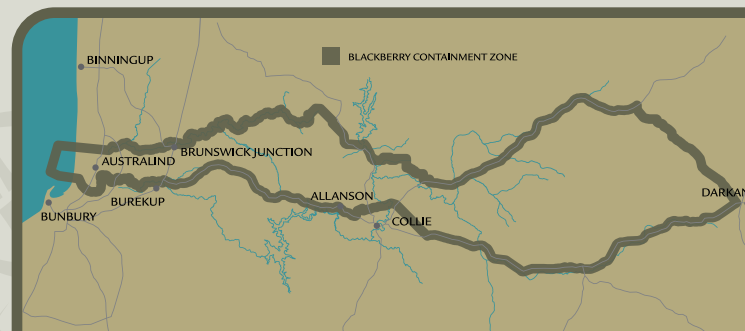 BINNINGUP
BLACKBERRY CONTAINMENT ZONE
BRUNSWICK JUNCTION
AUSTRALIND
BUREKUP
ALLANSON
DARKAN
BUNBURY
COLLIE